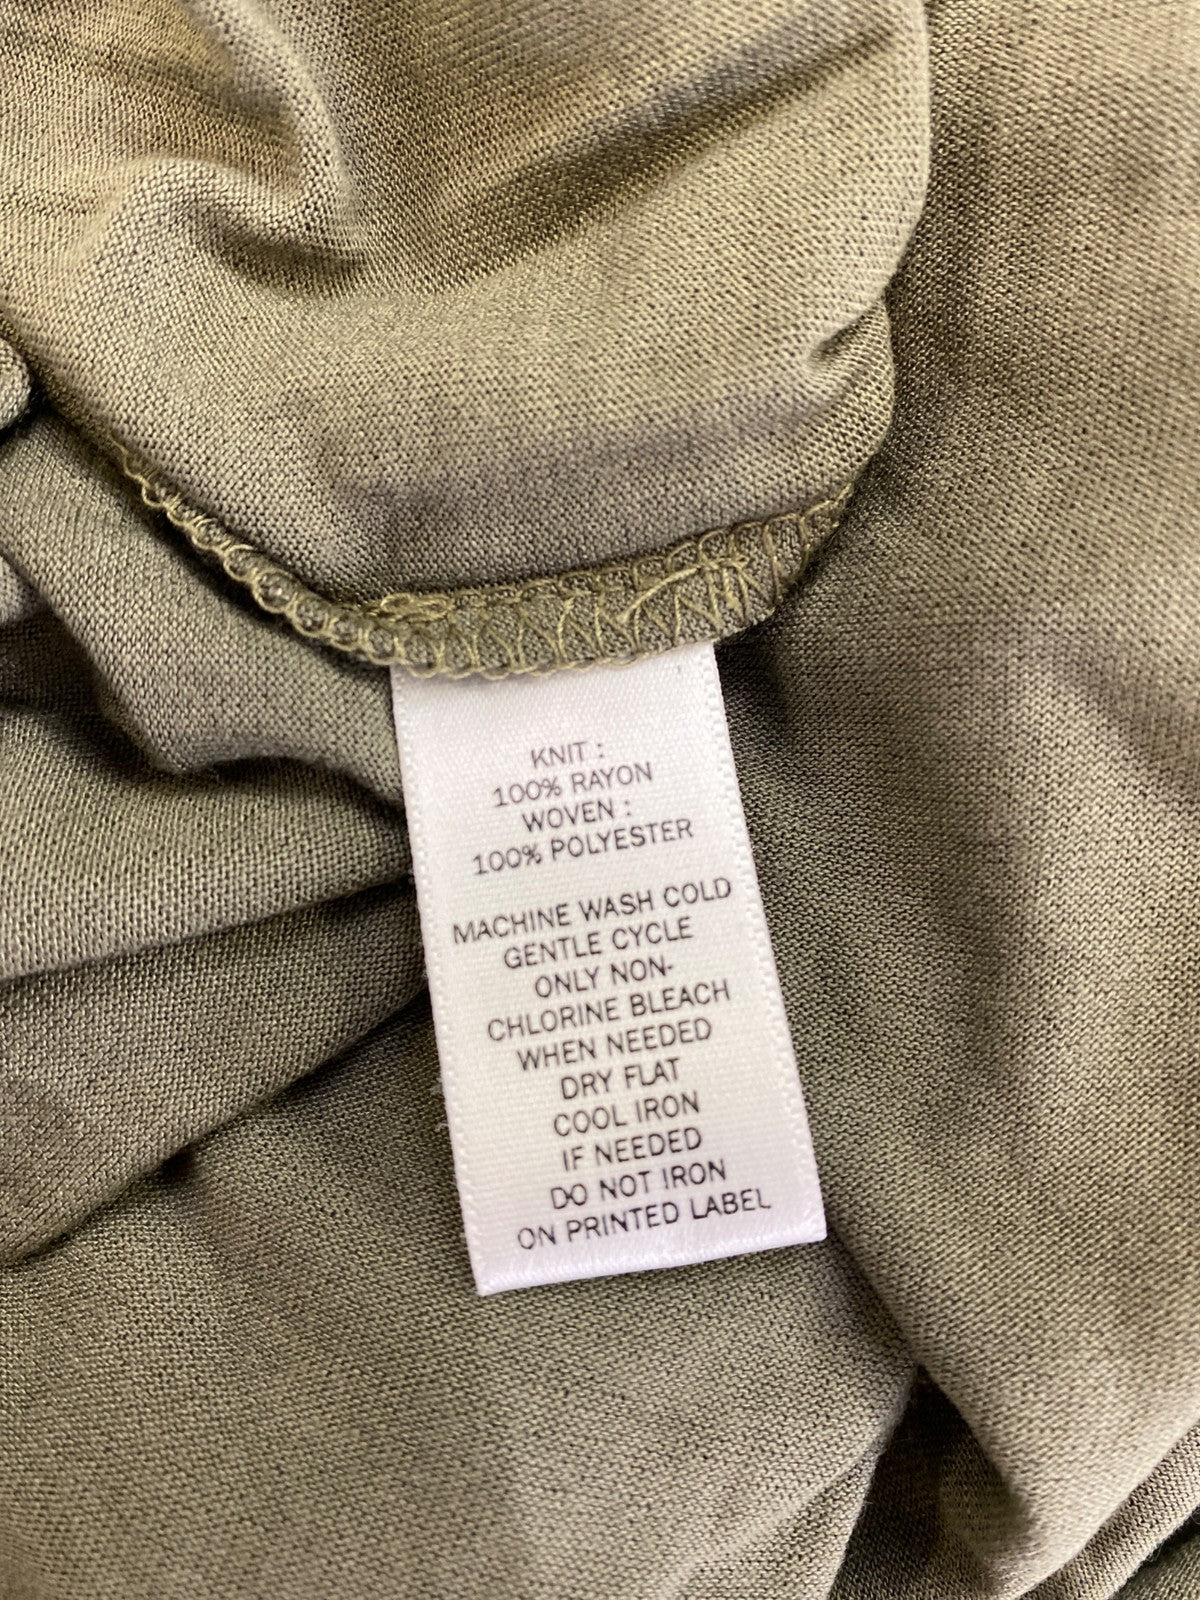 KNIT :
100% RAYON
WOVEN :
100% POLYESTER
MACHINE WASH COLD
GENTLE CYCLE
ONLY NON-
CHLORINE BLEACH
WHEN NEEDED
DRY FLAT
COOL IRON
IF NEEDED
DO NOT IRON
ON PRINTED LABEL